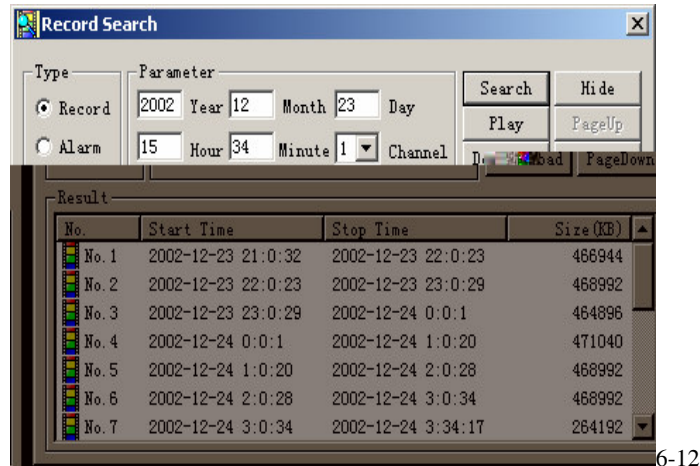 Record Search
Type Parameter
Record 2002 Year 12 Month 23 Day Search Hide
Play PageUp
Alarm 15 Hour 34 Minute 1 Channel
PageDown
Result
No. Start Time Stop Time Size(KB)
No.1 2002-12-23 21:0:32 2002-12-23 22:0:23 466944
No.2 2002-12-23 22:0:23 2002-12-23 23:0:29 468992
No.3 2002-12-23 23:0:29 2002-12-24 0:0:1 464896
No.4 2002-12-24 0:0:1 2002-12-24 1:0:20 471040
No.5 2002-12-24 1:0:20 2002-12-24 2:0:28 468992
No.6 2002-12-24 2:0:28 2002-12-24 3:0:34 468992
No.7 2002-12-24 3:0:34 2002-12-24 3:34:17 264192
6-12